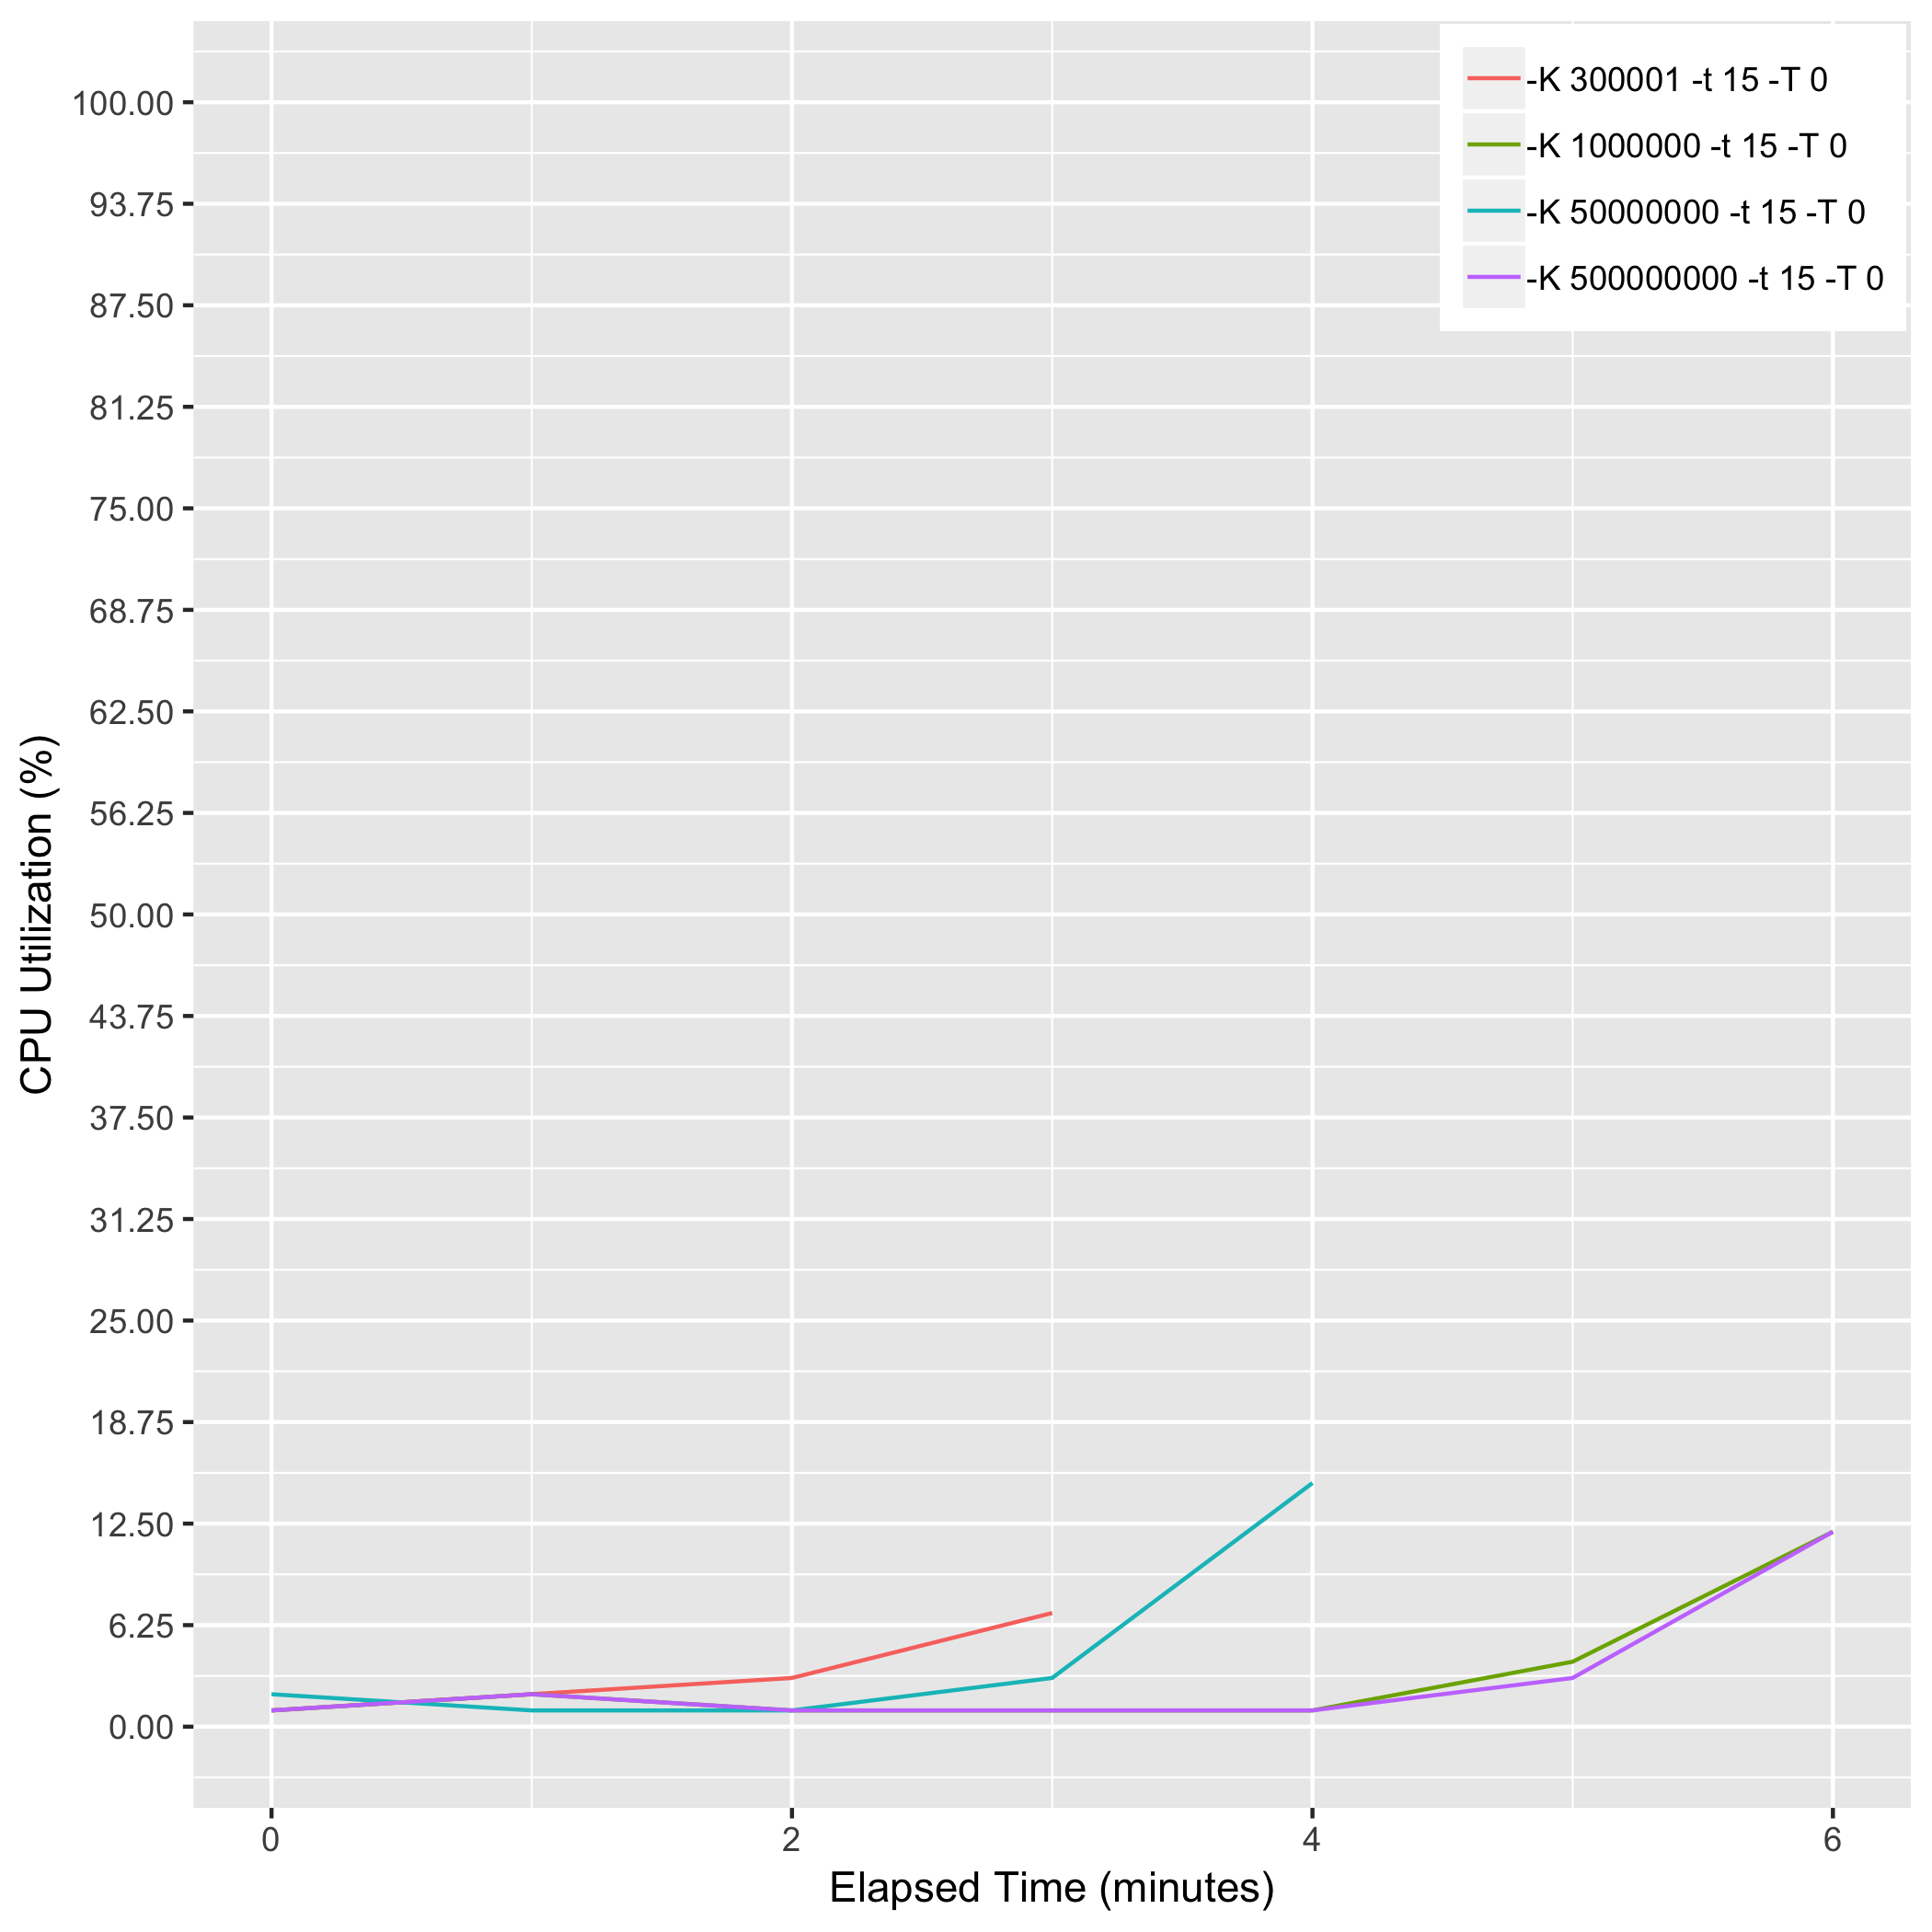 -K 300001 -t 15 -T 0
-K 1000000 -t 15 -T 0
-K 50000000 -t 15 -T 0
-K 500000000 -t 15 -T 0
100.00
93.75
87.50
81.25
75.00
68.75
62.50
56.25
50.00
43.75
37.50
31.25
25.00
18.75
12.50
6.25
0.00
CPU Utilization (%)
0 2 4 6
Elapsed Time (minutes)